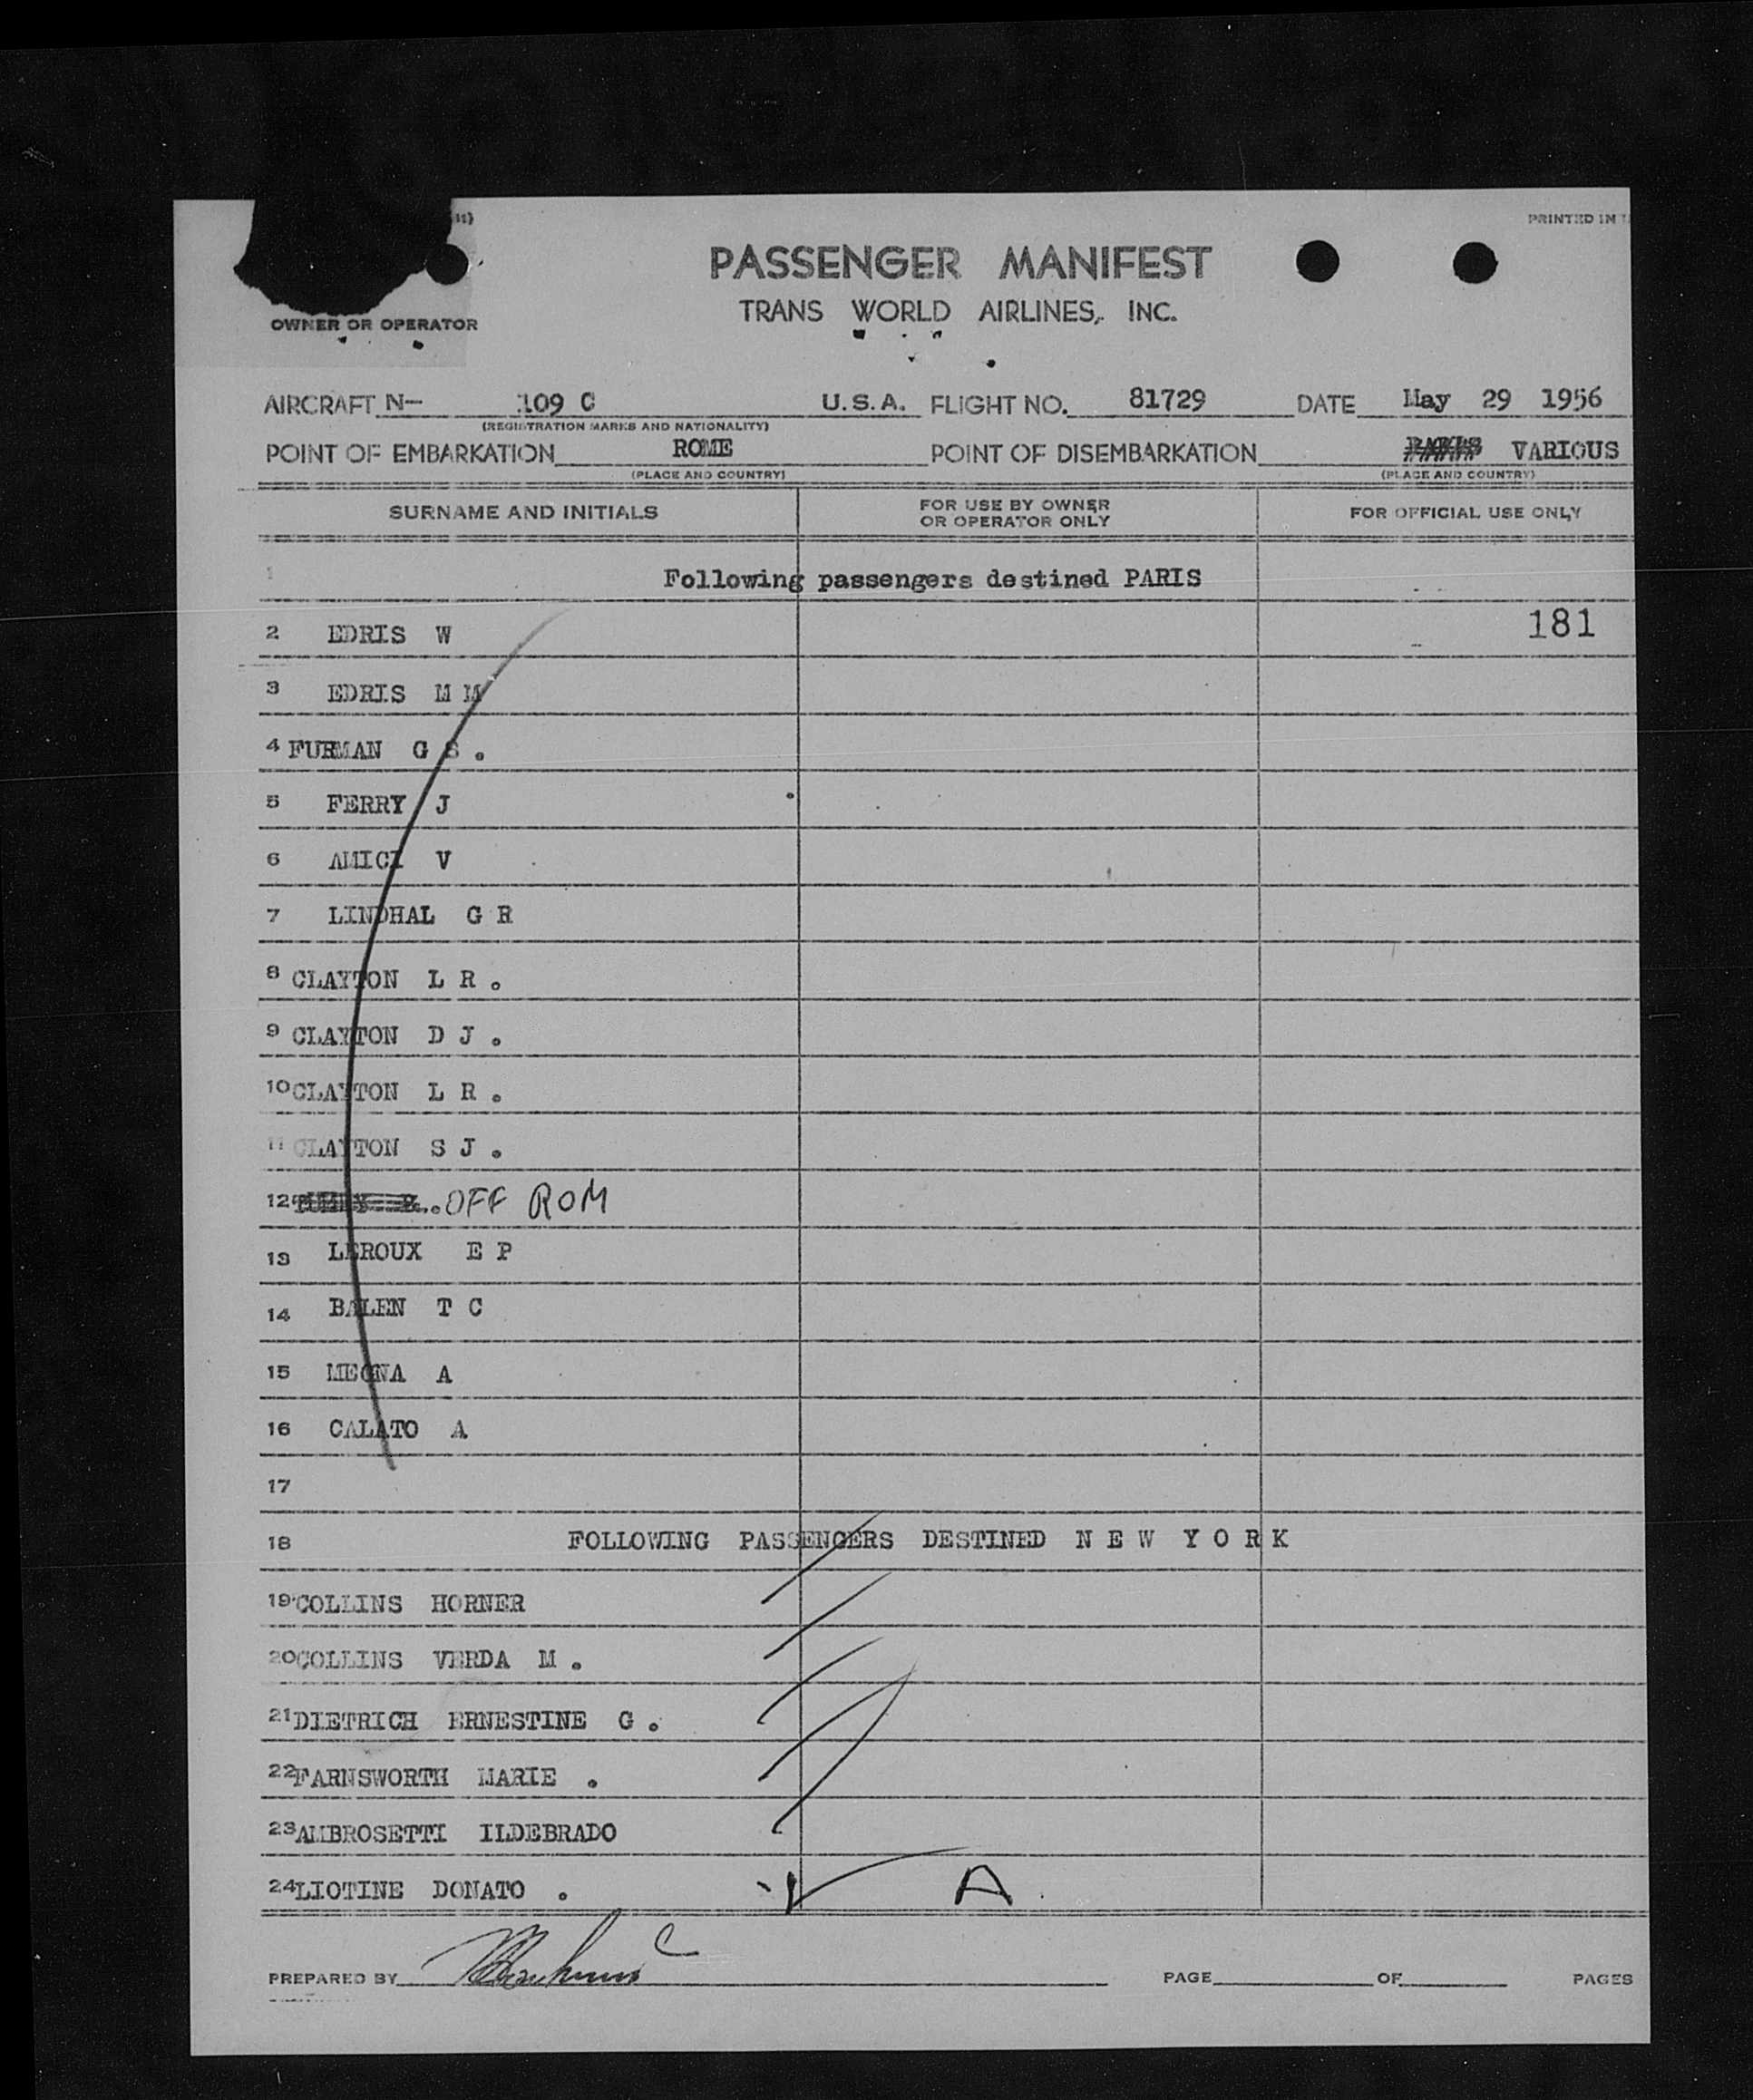 11)
PRINTED IN
PASSENGER MANIFEST
TRANS WORLD AIRLINES, INC.
OWNER OR OPERATOR
AIRCRAFT N- 109 C U.S.A. FLIGHT NO. 81729 DATE May 29 1956
(REGISTRATION MARKS AND NATIONALITY)
POINT OF EMBARKATION ROME POINT OF DISEMBARKATION PARIS VARIOUS
(PLACE AND COUNTRY) (PLACE AND COUNTRY)
SURNAME AND INITIALS FOR USE BY OWNER OR OPERATOR ONLY FOR OFFICIAL USE ONLY
1 Following passengers destined PARIS
2 EDRIS W 181
3 EDRIS M M
4 FURMAN G S .
5 FERRY J
6 AMICI V
7 LINDHAL G R
8 CLAYTON L R .
9 CLAYTON D J .
10 CLAYTON L R .
11 CLAYTON S J .
12 OFF ROM
13 LEROUX E P
14 BALEN T C
15 MEGNA A
16 CALATO A
17
18 FOLLOWING PASSENGERS DESTINED N E W Y O R K
19 COLLINS HORNER
20 COLLINS VERDA M .
21 DIETRICH ERNESTINE G .
22 FARNSWORTH MARIE .
23 AMBROSETTI ILDEBRADO
24 LIOTINE DONATO . A
PREPARED BY PAGE OF PAGES